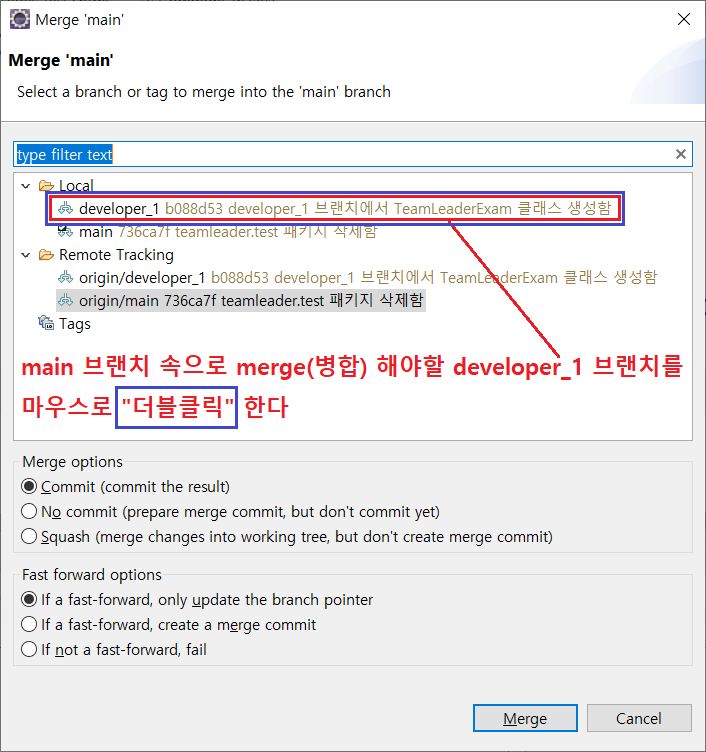 Merge 'main'
Merge 'main'
Select a branch or tag to merge into the 'main' branch
type filter text
Local
developer_1 b088d53 developer_1 브랜치에서 TeamLeaderExam 클래스 생성함
main 736ca7f teamleader.test 패키지 삭제함
Remote Tracking
origin/developer_1 b088d53 developer_1 브랜치에서 TeamLeaderExam 클래스 생성함
origin/main 736ca7f teamleader.test 패키지 삭제함
Tags
main 브랜치 속으로 merge(병합) 해야할 developer_1 브랜치를
마우스로 "더블클릭" 한다
Merge options
Commit (commit the result)
No commit (prepare merge commit, but don't commit yet)
Squash (merge changes into working tree, but don't create merge commit)
Fast forward options
If a fast-forward, only update the branch pointer
If a fast-forward, create a merge commit
If not a fast-forward, fail
Merge
Cancel